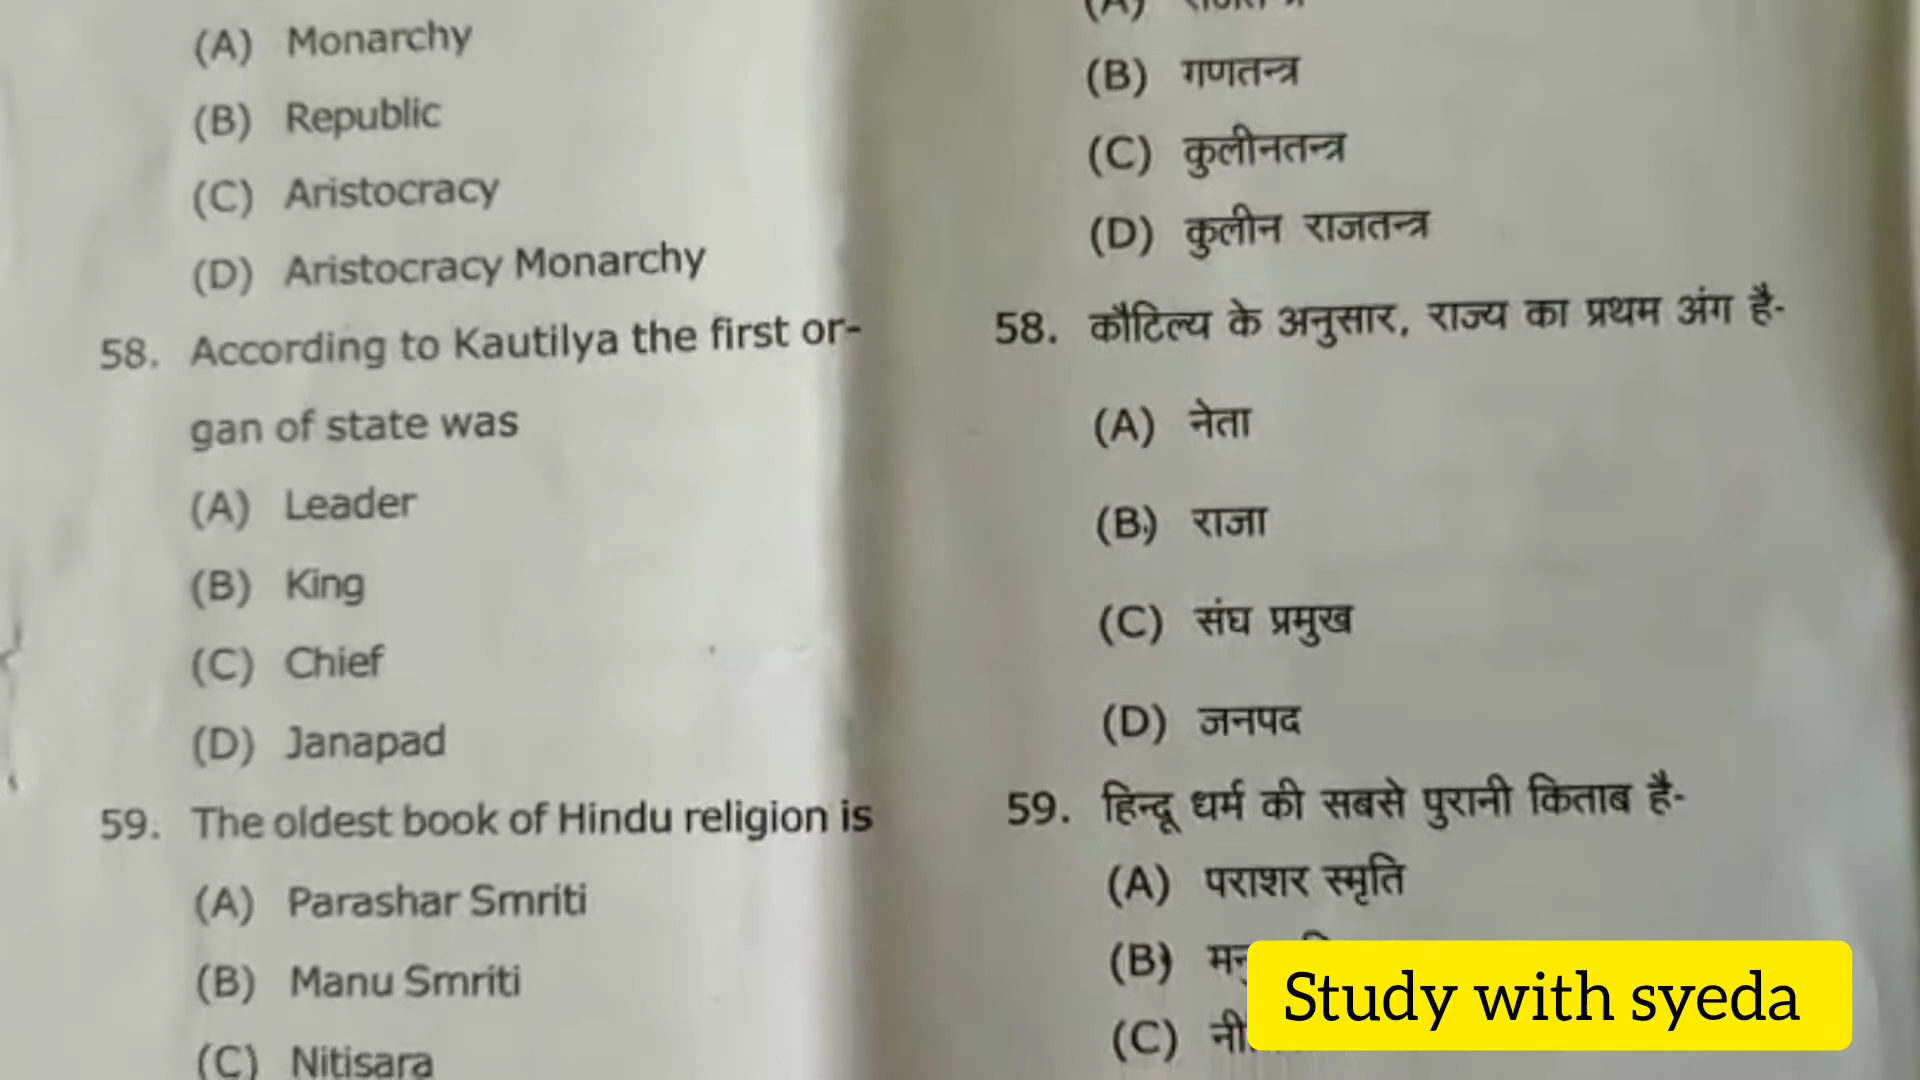 (A) Monarchy
(B) Republic
(C) Aristocracy
(D) Aristocracy Monarchy
58. According to Kautilya the first or-
gan of state was
(A) Leader
(B) King
(C) Chief
(D) Janapad
59. The oldest book of Hindu religion is
(A) Parashar Smriti
(B) Manu Smriti
(C) Nitisara
(B) गणतन्त्र
(C) कुलीनतन्त्र
(D) कुलीन राजतन्त्र
58. कौटिल्य के अनुसार, राज्य का प्रथम अंग है-
(A) नेता
(B) राजा
(C) संघ प्रमुख
(D) जनपद
59. हिन्दू धर्म की सबसे पुरानी किताब है-
(A) पराशर स्मृति
(B)
(C)
Study with syeda